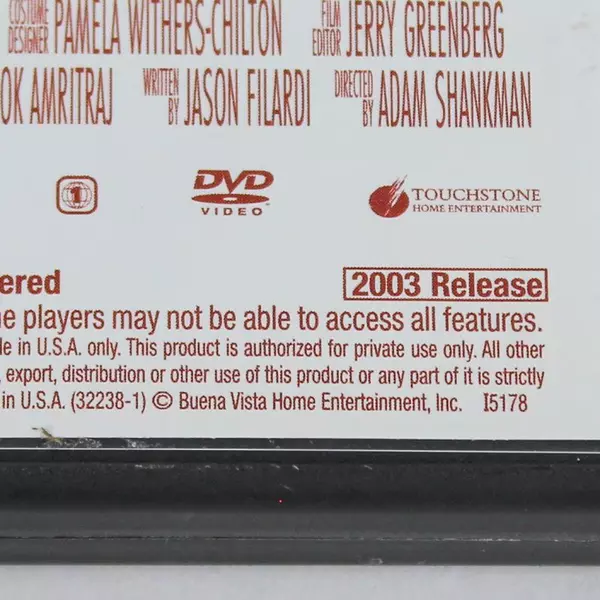 COSTUME DESIGNER PAMELA WITHERS-CHILTON FILM EDITOR JERRY GREENBERG
OK AMRITRAJ WRITTEN BY JASON FILARDI DIRECTED BY ADAM SHANKMAN
1 DVD VIDEO TOUCHSTONE HOME ENTERTAINMENT
ered 2003 Release
e players may not be able to access all features.
le in U.S.A. only. This product is authorized for private use only. All other
, export, distribution or other use of this product or any part of it is strictly
in U.S.A. (32238-1) © Buena Vista Home Entertainment, Inc. I5178